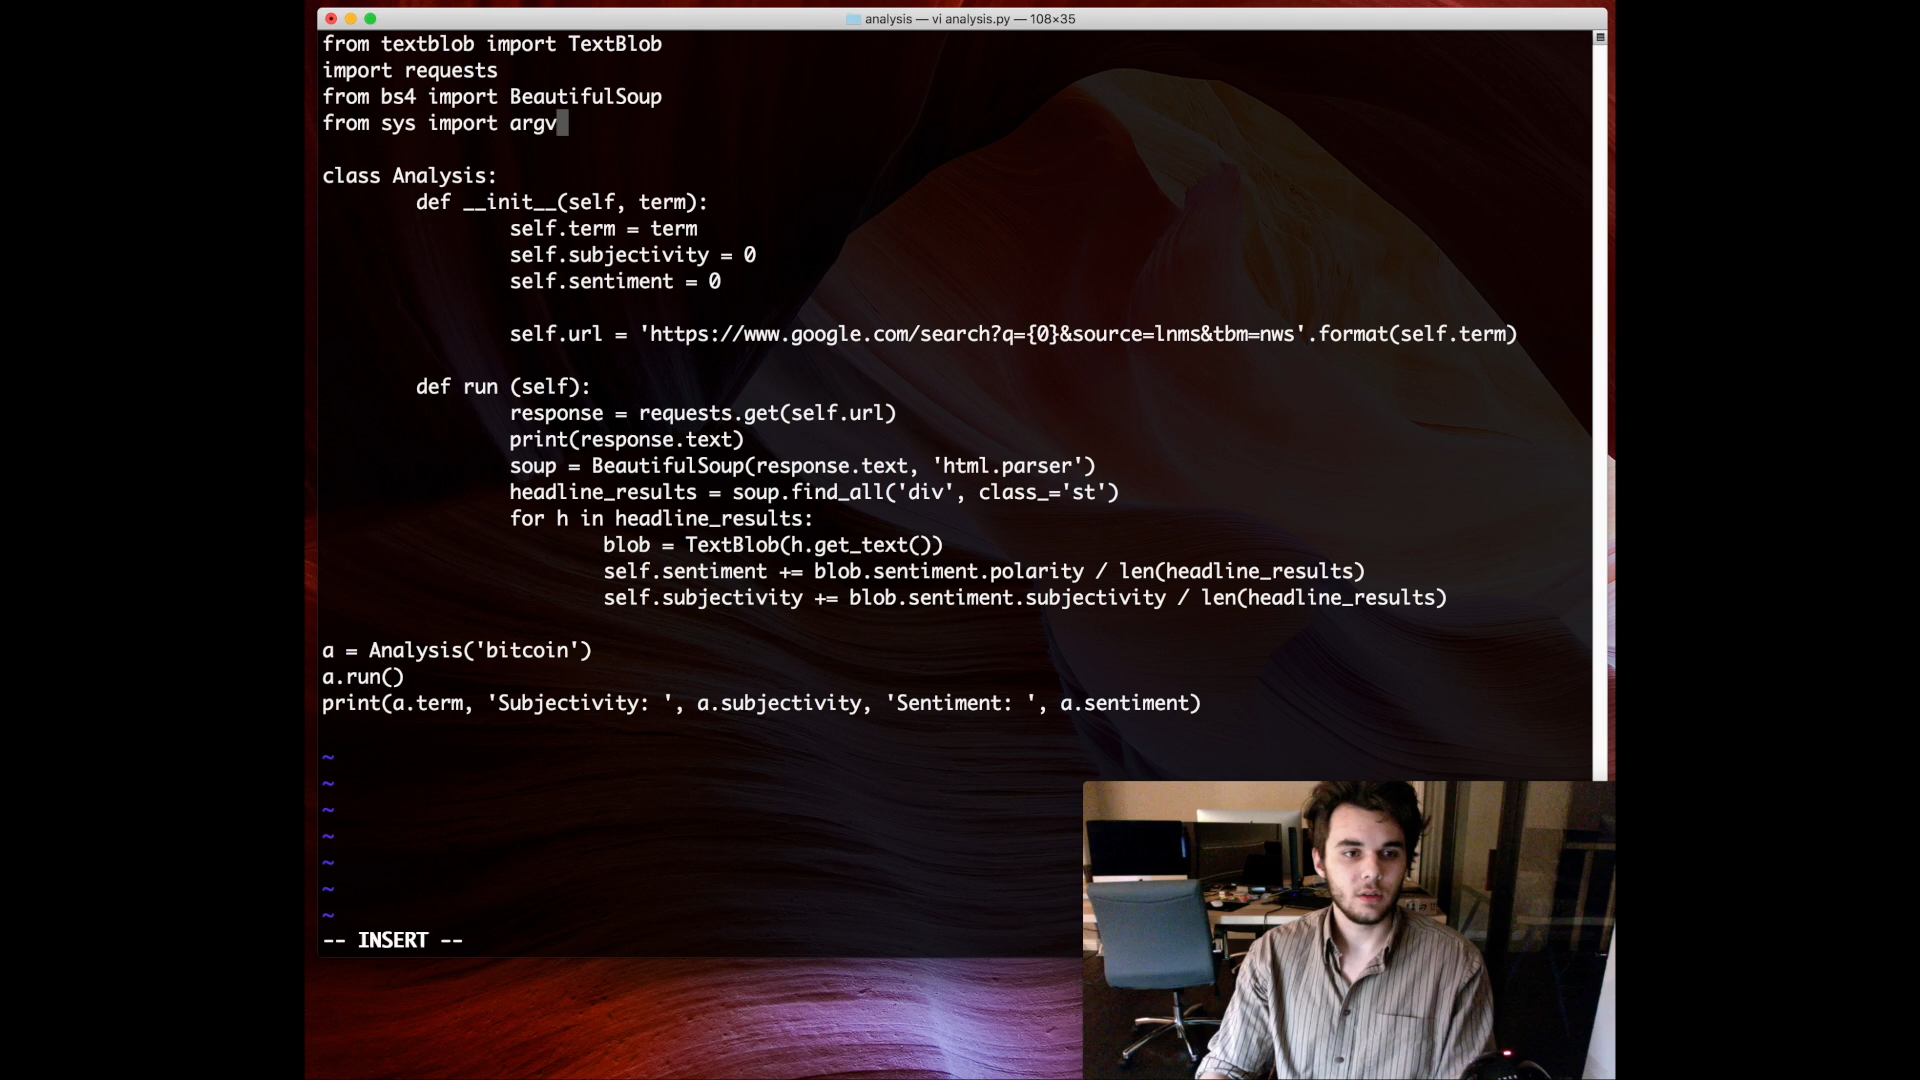 analysis — vi analysis.py — 108×35
from textblob import TextBlob
import requests
from bs4 import BeautifulSoup
from sys import argv
class Analysis:
def __init__(self, term):
self.term = term
self.subjectivity = 0
self.sentiment = 0
self.url = 'https://www.google.com/search?q={0}&source=lnms&tbm=nws'.format(self.term)
def run (self):
response = requests.get(self.url)
print(response.text)
soup = BeautifulSoup(response.text, 'html.parser')
headline_results = soup.find_all('div', class_='st')
for h in headline_results:
blob = TextBlob(h.get_text())
self.sentiment += blob.sentiment.polarity / len(headline_results)
self.subjectivity += blob.sentiment.subjectivity / len(headline_results)
a = Analysis('bitcoin')
a.run()
print(a.term, 'Subjectivity: ', a.subjectivity, 'Sentiment: ', a.sentiment)
~
~
~
~
~
~
~
-- INSERT --